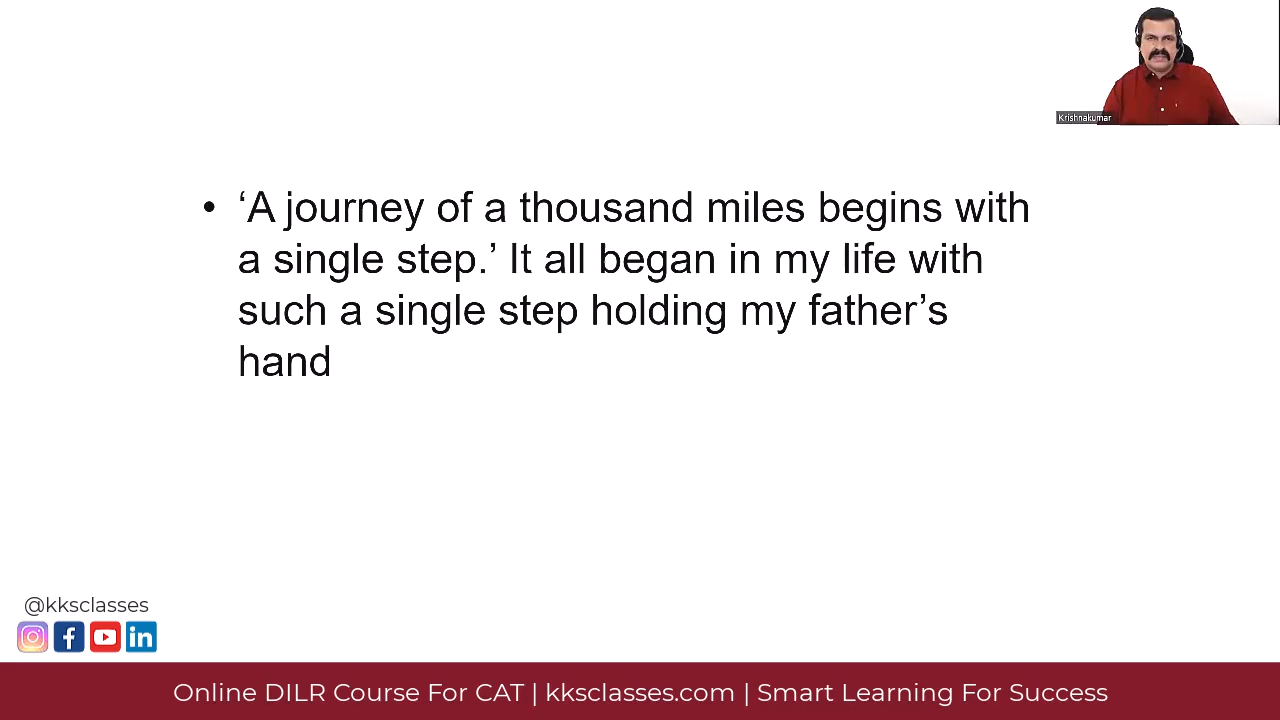 Krishnakumar
• ‘A journey of a thousand miles begins with
a single step.’ It all began in my life with
such a single step holding my father’s
hand
@kksclasses
Online DILR Course For CAT | kksclasses.com | Smart Learning For Success